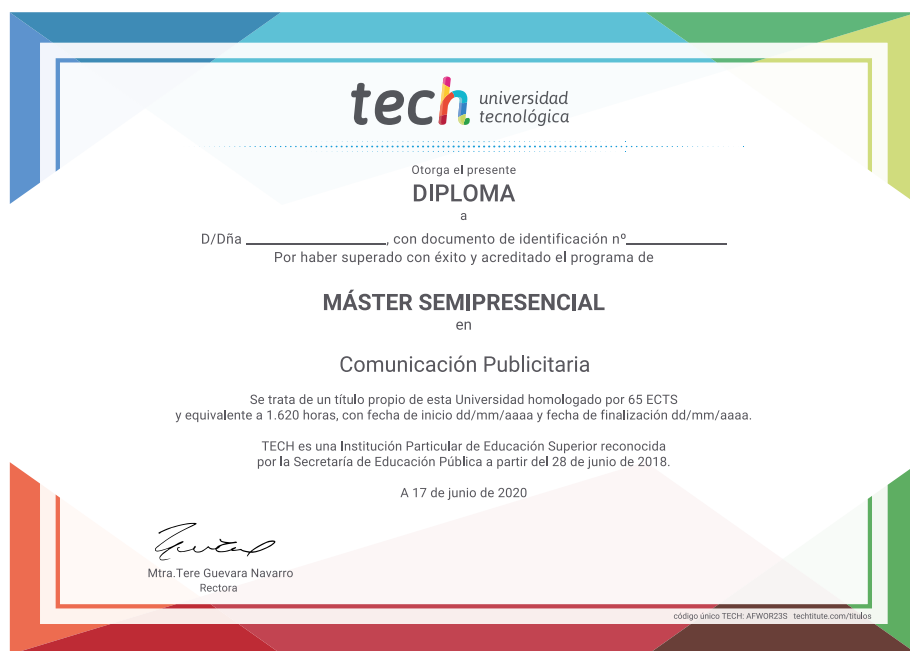 tech universidad
tecnológica
Otorga el presente
DIPLOMA
a
D/Dña ____________, con documento de identificación nº____________
Por haber superado con éxito y acreditado el programa de
MÁSTER SEMIPRESENCIAL
en
Comunicación Publicitaria
Se trata de un título propio de esta Universidad homologado por 65 ECTS
y equivalente a 1.620 horas, con fecha de inicio dd/mm/aaaa y fecha de finalización dd/mm/aaaa.
TECH es una Institución Particular de Educación Superior reconocida
por la Secretaría de Educación Pública a partir del 28 de junio de 2018.
A 17 de junio de 2020
Mtra.Tere Guevara Navarro
Rectora
código único TECH: AFWOR23S techtitute.com/titulos